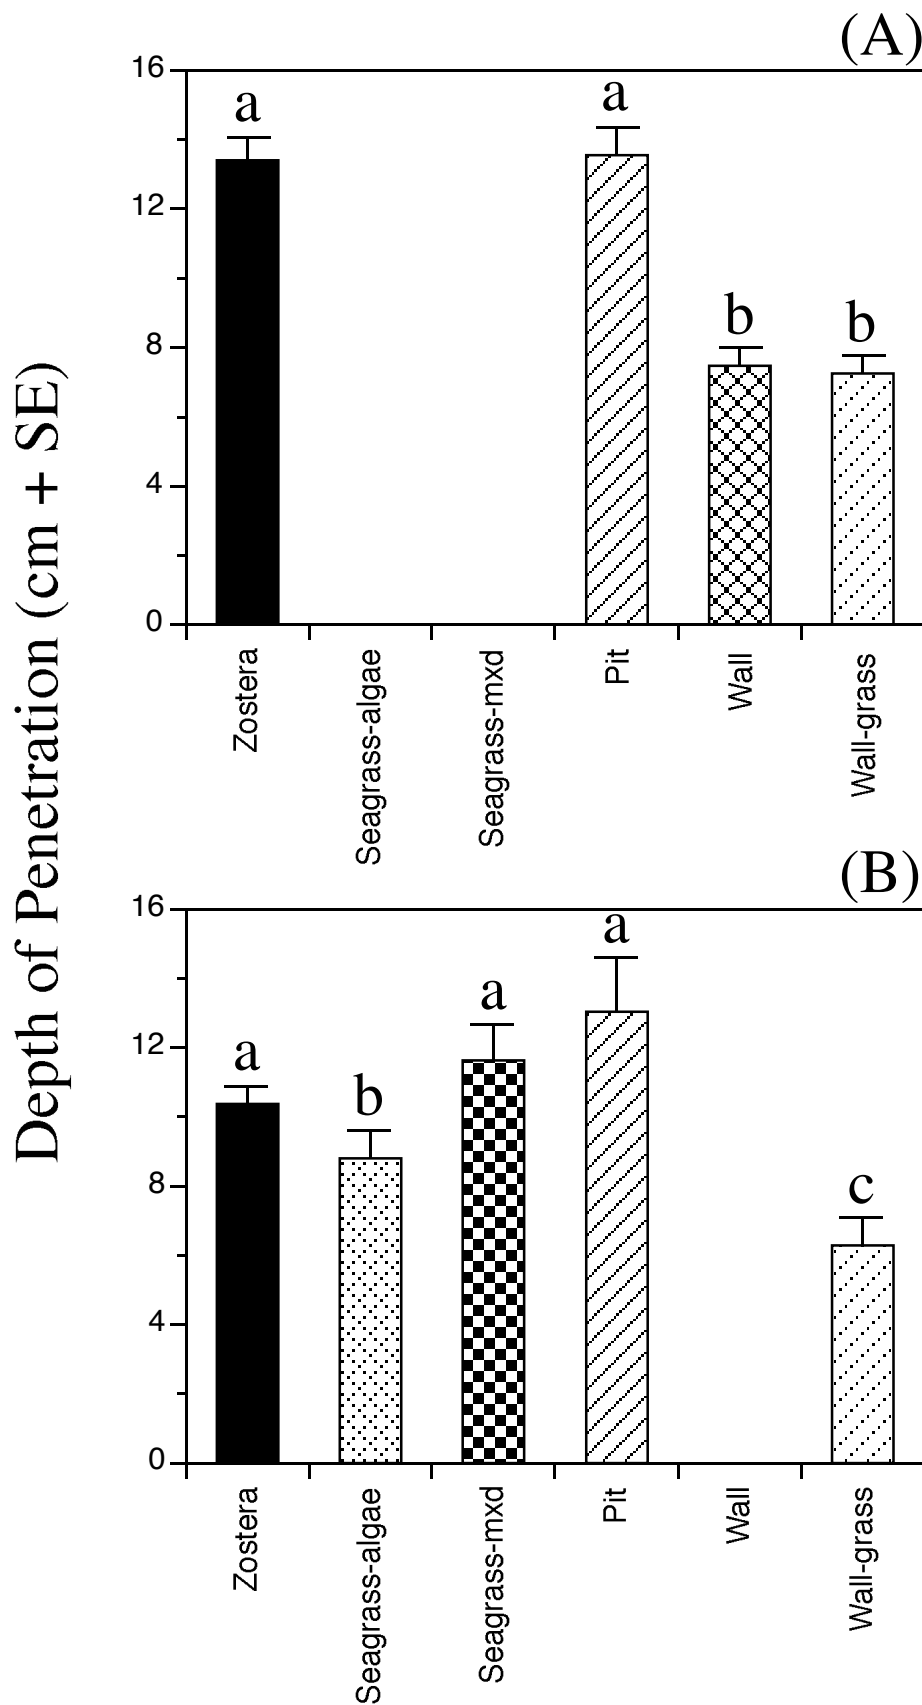 (A)
Depth of Penetration (cm + SE)
16
12
8
4
0
a
a
b
b
Zostera
Seagrass-algae
Seagrass-mxd
Pit
Wall
Wall-grass
(B)
16
12
8
4
0
a
b
a
a
c
Zostera
Seagrass-algae
Seagrass-mxd
Pit
Wall
Wall-grass